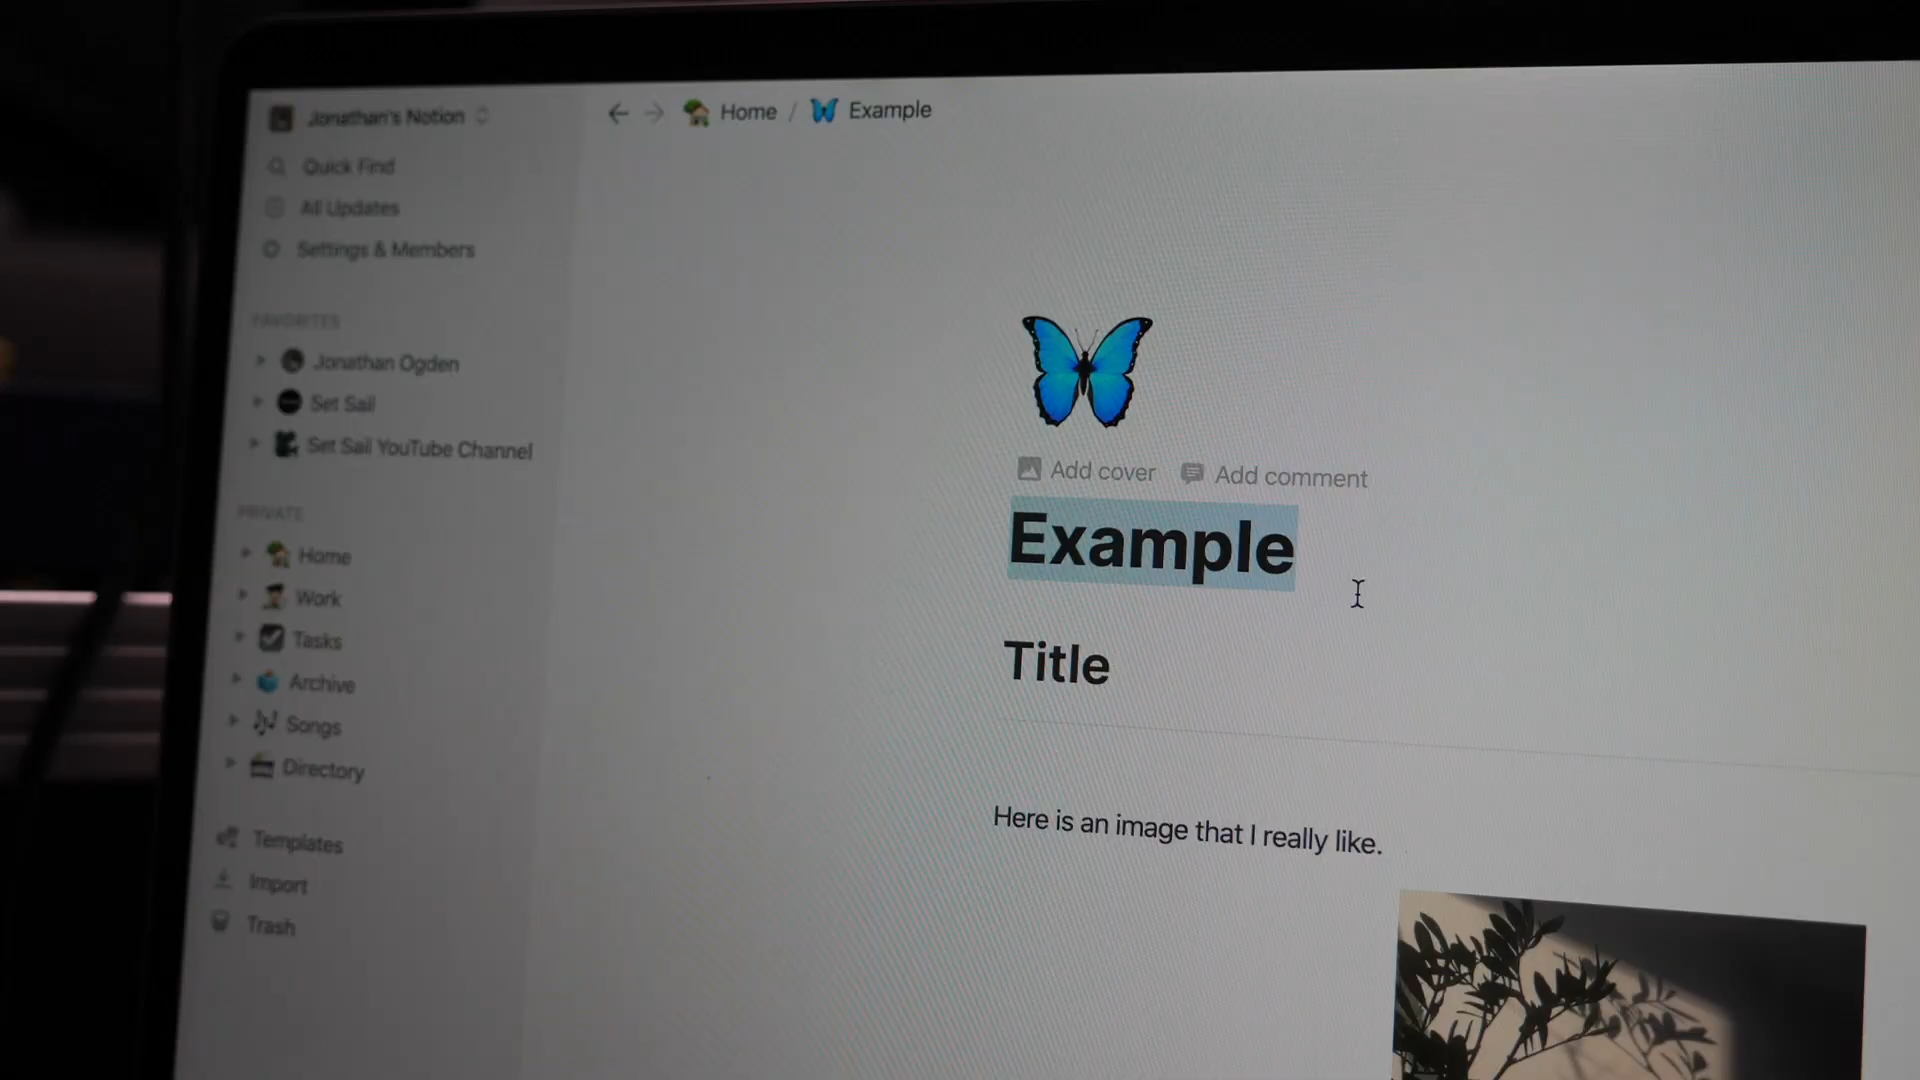 Jonathan's Notion
Quick Find
All Updates
Settings & Members
FAVORITES
Jonathan Ogden
Set Sail
Set Sail YouTube Channel
PRIVATE
Home
Work
Tasks
Archive
Songs
Directory
Templates
Import
Trash
Home / Example
Add cover Add comment
Example
Title
Here is an image that I really like.